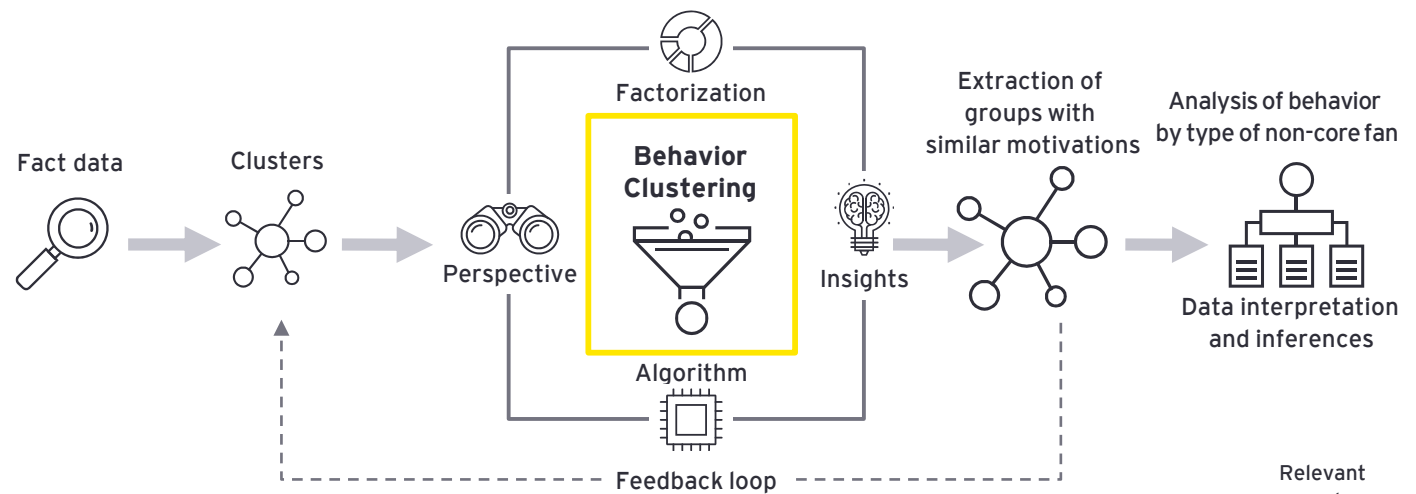 Factorization
Extraction of
groups with
similar motivations
Analysis of behavior
by type of non-core fan
Fact data
Clusters
Behavior
Clustering
Perspective
Insights
Data interpretation
and inferences
Algorithm
Feedback loop
Relevant